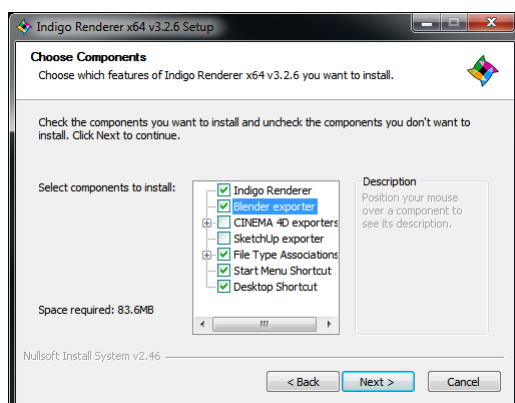 Indigo Renderer x64 v3.2.6 Setup
Choose Components
Choose which features of Indigo Renderer x64 v3.2.6 you want to install.
Check the components you want to install and uncheck the components you don't want to
install. Click Next to continue.
Select components to install:
Indigo Renderer
Blender exporter
CINEMA 4D exporters
SketchUp exporter
File Type Associations
Start Menu Shortcut
Desktop Shortcut
Description
Position your mouse
over a component to
see its description.
Space required: 83.6MB
Nullsoft Install System v2.46
< Back
Next >
Cancel